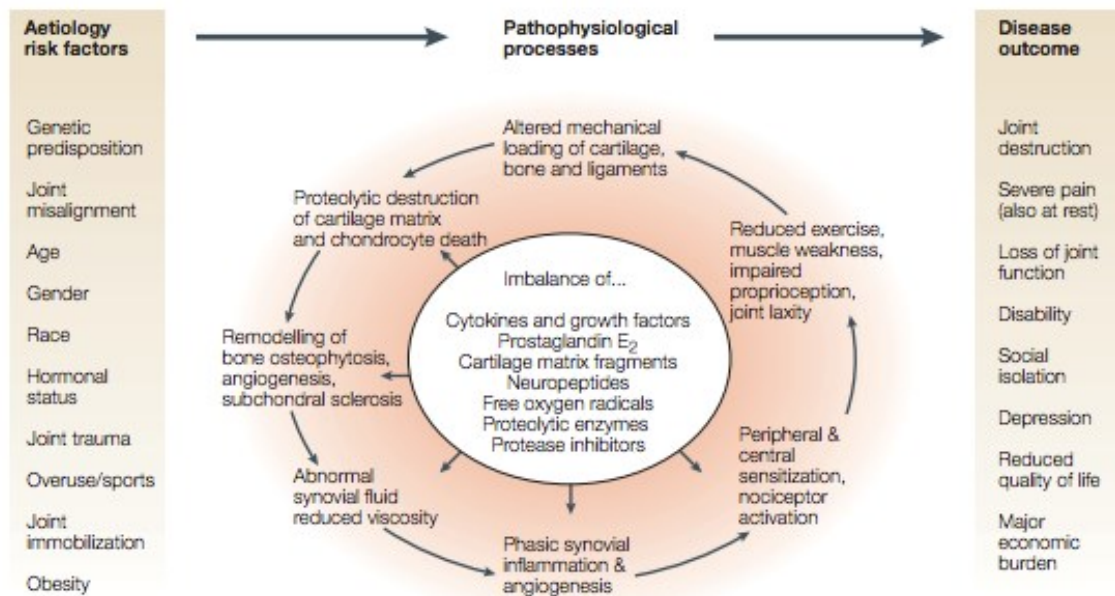 Aetiology
risk factors
Genetic
predisposition
Joint
misalignment
Age
Gender
Race
Hormonal
status
Joint trauma
Overuse/sports
Joint
immobilization
Obesity
Pathophysiological
processes
Altered mechanical
loading of cartilage,
bone and ligaments
Proteolytic destruction
of cartilage matrix
and chondrocyte death
Remodelling of
bone osteophytosis,
angiogenesis,
subchondral sclerosis
Abnormal
synovial fluid
reduced viscosity
Phasic synovial
inflammation &
angiogenesis
Peripheral &
central
sensitization,
nociceptor
activation
Reduced exercise,
muscle weakness,
impaired
proprioception,
joint laxity
Imbalance of...
Cytokines and growth factors
Prostaglandin E₂
Cartilage matrix fragments
Neuropeptides
Free oxygen radicals
Proteolytic enzymes
Protease inhibitors
Disease
outcome
Joint
destruction
Severe pain
(also at rest)
Loss of joint
function
Disability
Social
isolation
Depression
Reduced
quality of life
Major
economic
burden